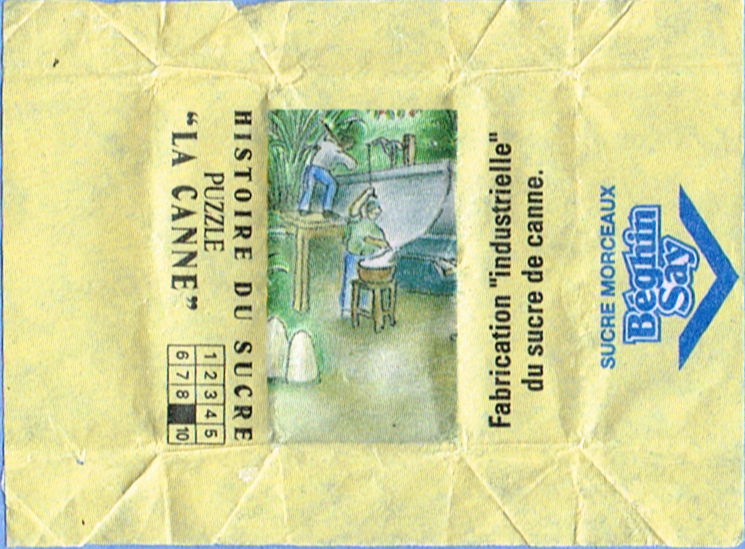 HISTOIRE DU SUCRE
PUZZLE
"LA CANNE"
1 2 3 4 5
6 7 8 10
Fabrication "industrielle"
du sucre de canne.
SUCRE MORCEAUX
Béghin
Say